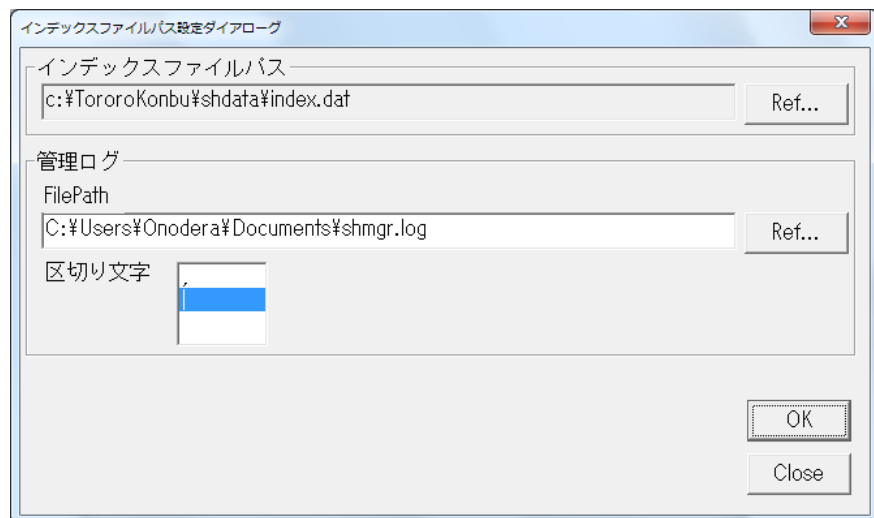 インデックスファイルパス設定ダイアローグ
インデックスファイルパス
c:¥TororoKonbu¥shdata¥index.dat
Ref...
管理ログ
FilePath
C:¥Users¥Onodera¥Documents¥shmgr.log
Ref...
区切り文字
,
|
OK
Close